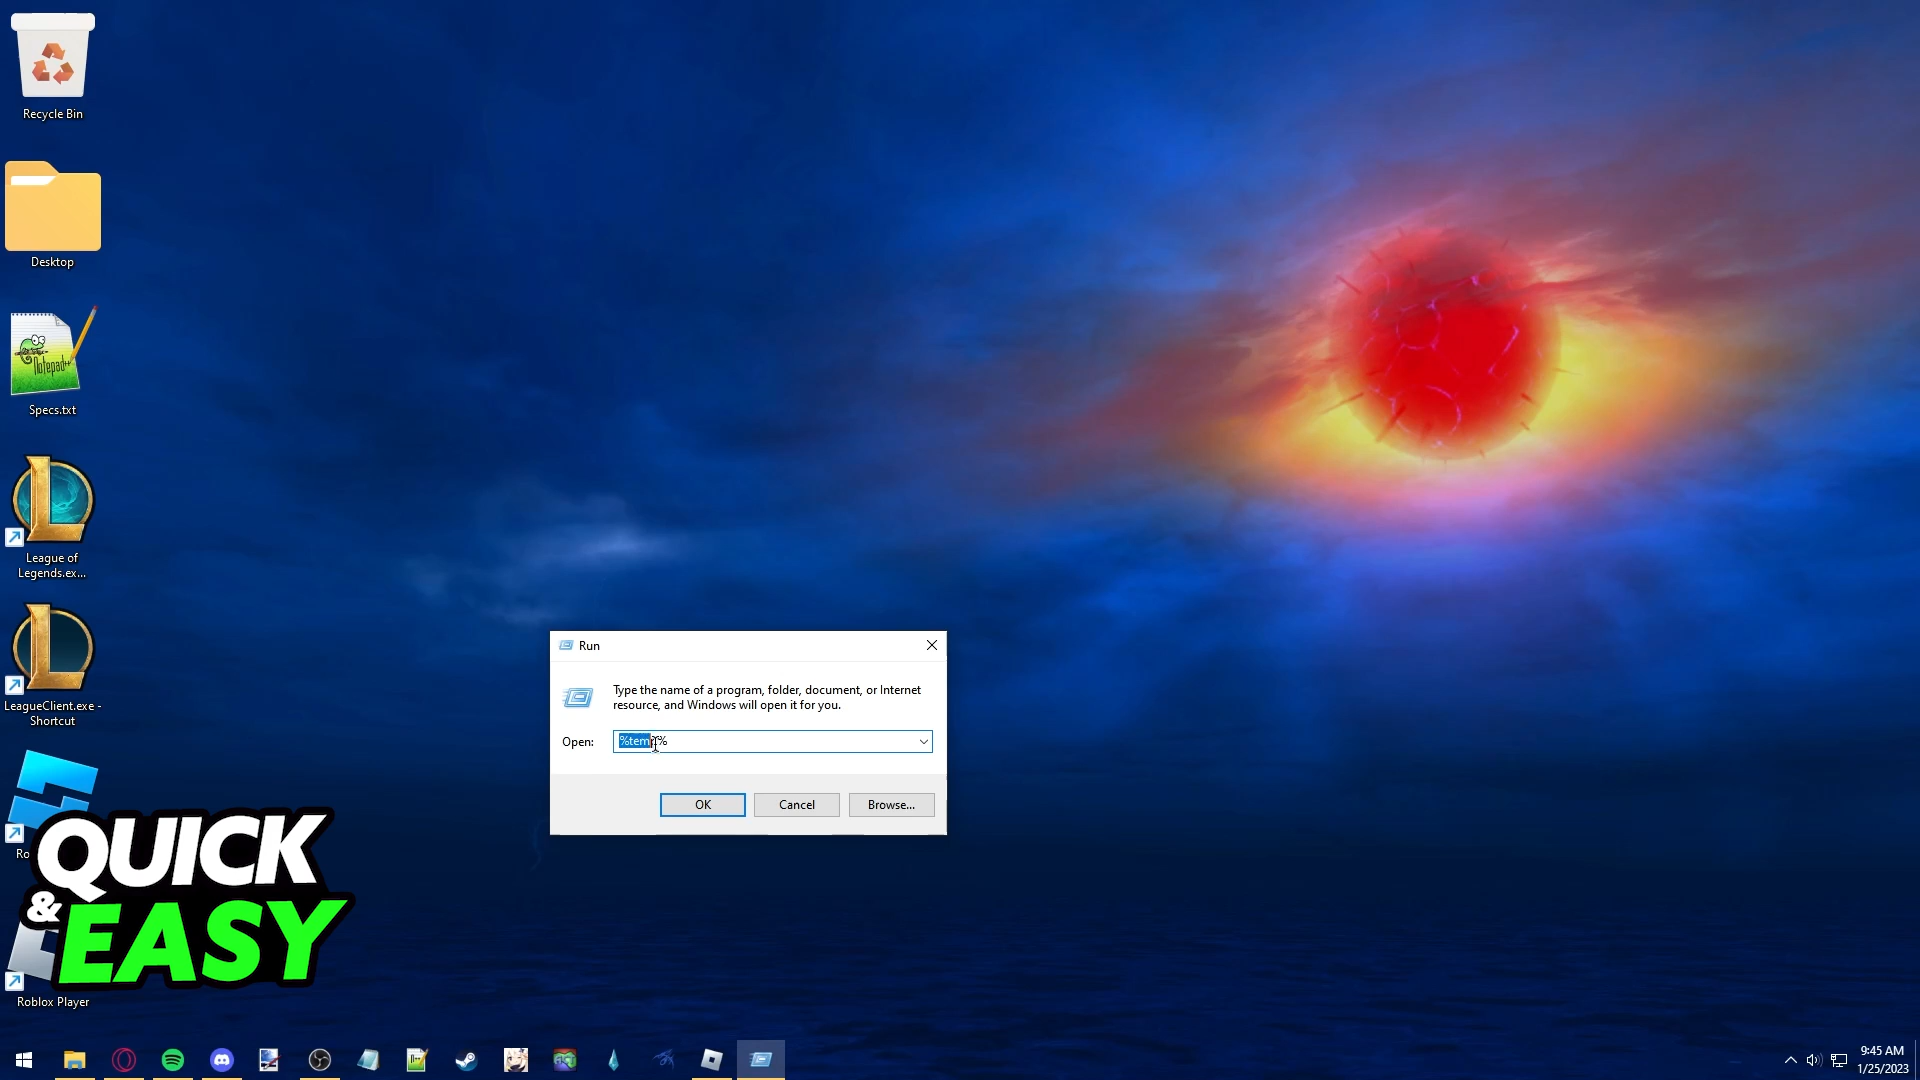 Recycle Bin
Desktop
Notepad++
Specs.txt
League of
Legends.ex...
LeagueClient.exe -
Shortcut
Ro
QUICK
&
EASY
Roblox Player
Run
Type the name of a program, folder, document, or Internet
resource, and Windows will open it for you.
Open:
%temp%
OK
Cancel
Browse...
9:45 AM
1/25/2023